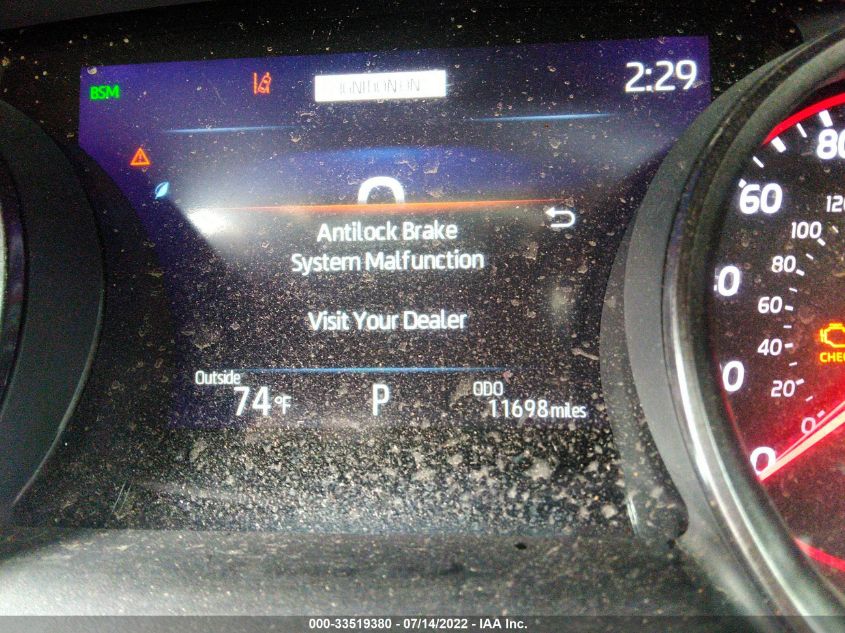 BSM
IGNITION ON
2:29
Antilock Brake
System Malfunction
Visit Your Dealer
Outside
74°F
P
ODO
11698 miles
80
60
0
0
0
120
100
80
60
40
20
0
CHECK
000-33519380 - 07/14/2022 - IAA Inc.